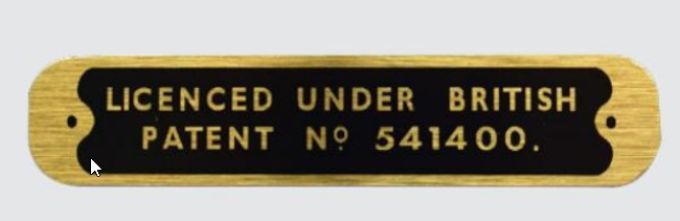 LICENCED UNDER BRITISH
PATENT Nº 541400.